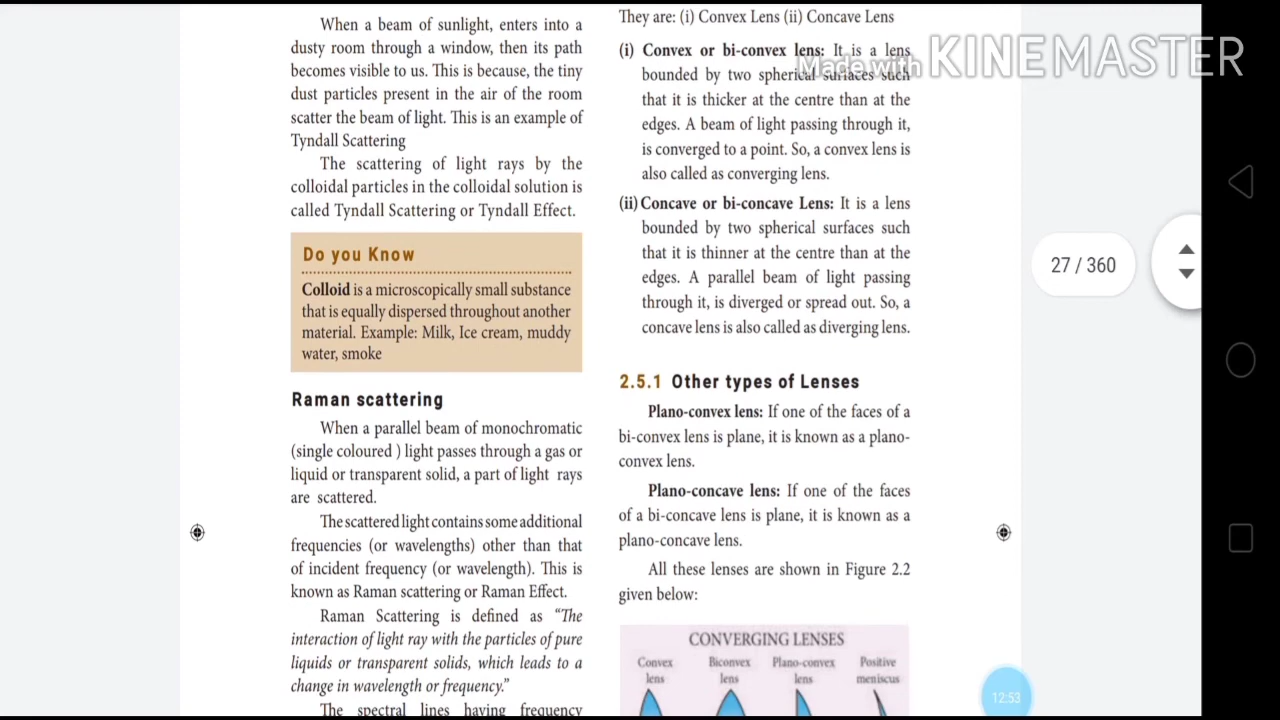 When a beam of sunlight, enters into a
dusty room through a window, then its path
becomes visible to us. This is because, the tiny
dust particles present in the air of the room
scatter the beam of light. This is an example of
Tyndall Scattering
The scattering of light rays by the
colloidal particles in the colloidal solution is
called Tyndall Scattering or Tyndall Effect.
Do you Know
Colloid is a microscopically small substance
that is equally dispersed throughout another
material. Example: Milk, Ice cream, muddy
water, smoke
Raman scattering
When a parallel beam of monochromatic
(single coloured ) light passes through a gas or
liquid or transparent solid, a part of light rays
are scattered.
The scattered light contains some additional
frequencies (or wavelengths) other than that
of incident frequency (or wavelength). This is
known as Raman scattering or Raman Effect.
Raman Scattering is defined as “The
interaction of light ray with the particles of pure
liquids or transparent solids, which leads to a
change in wavelength or frequency.”
The spectral lines having frequency
They are: (i) Convex Lens (ii) Concave Lens
(i) Convex or bi-convex lens: It is a lens
bounded by two spherical surfaces such
that it is thicker at the centre than at the
edges. A beam of light passing through it,
is converged to a point. So, a convex lens is
also called as converging lens.
(ii) Concave or bi-concave Lens: It is a lens
bounded by two spherical surfaces such
that it is thinner at the centre than at the
edges. A parallel beam of light passing
through it, is diverged or spread out. So, a
concave lens is also called as diverging lens.
2.5.1 Other types of Lenses
Plano-convex lens: If one of the faces of a
bi-convex lens is plane, it is known as a plano-
convex lens.
Plano-concave lens: If one of the faces
of a bi-concave lens is plane, it is known as a
plano-concave lens.
All these lenses are shown in Figure 2.2
given below:
CONVERGING LENSES
Convex lens
Biconvex lens
Plano-convex lens
Positive meniscus
Made with KINEMASTER
27 / 360
12:53